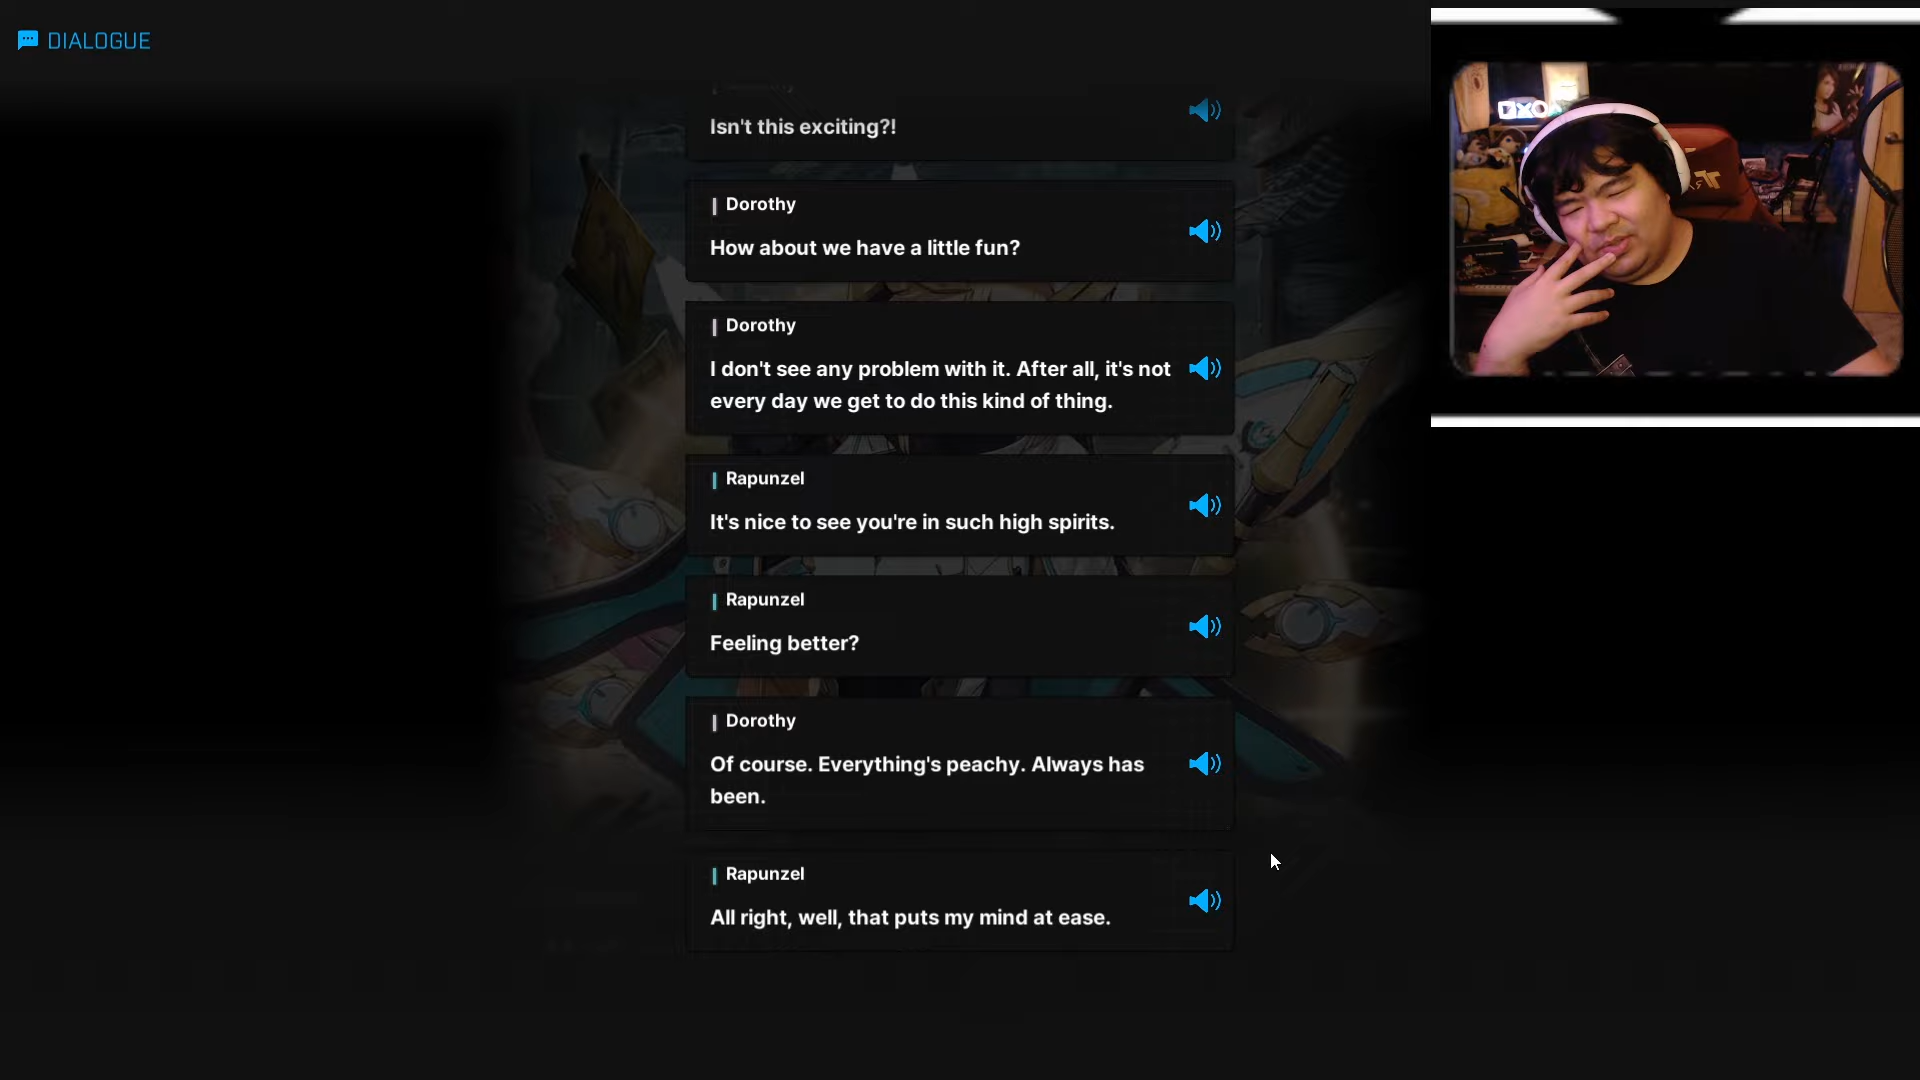 DIALOGUE
Isn't this exciting?!
Dorothy
How about we have a little fun?
Dorothy
I don't see any problem with it. After all, it's not
every day we get to do this kind of thing.
Rapunzel
It's nice to see you're in such high spirits.
Rapunzel
Feeling better?
Dorothy
Of course. Everything's peachy. Always has
been.
Rapunzel
All right, well, that puts my mind at ease.